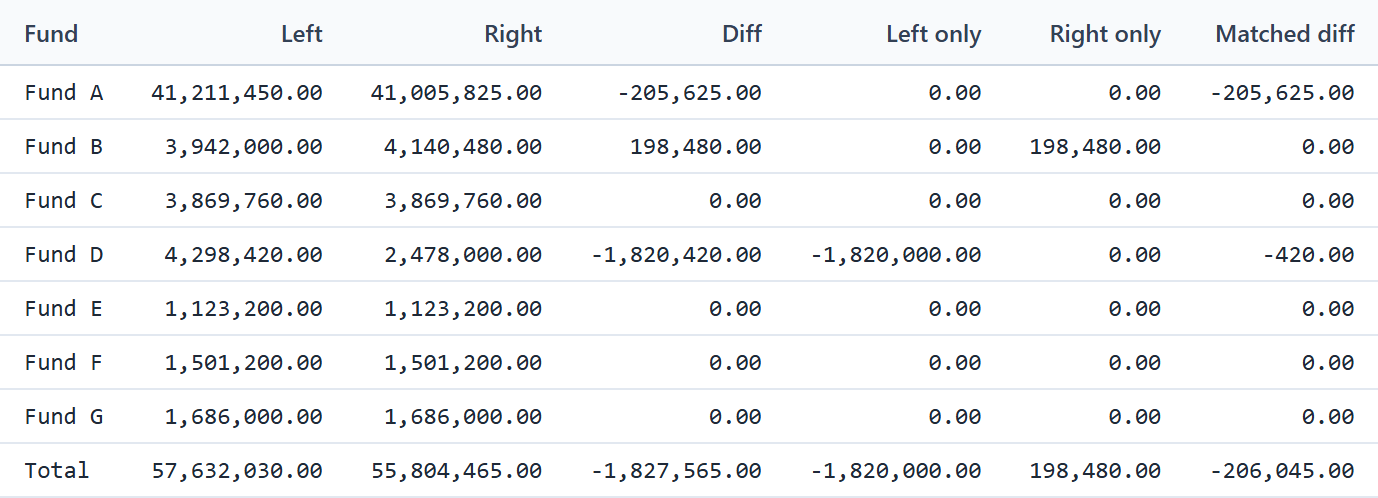 Fund Left Right Diff Left only Right only Matched diff
Fund A 41,211,450.00 41,005,825.00 -205,625.00 0.00 0.00 -205,625.00
Fund B 3,942,000.00 4,140,480.00 198,480.00 0.00 198,480.00 0.00
Fund C 3,869,760.00 3,869,760.00 0.00 0.00 0.00 0.00
Fund D 4,298,420.00 2,478,000.00 -1,820,420.00 -1,820,000.00 0.00 -420.00
Fund E 1,123,200.00 1,123,200.00 0.00 0.00 0.00 0.00
Fund F 1,501,200.00 1,501,200.00 0.00 0.00 0.00 0.00
Fund G 1,686,000.00 1,686,000.00 0.00 0.00 0.00 0.00
Total 57,632,030.00 55,804,465.00 -1,827,565.00 -1,820,000.00 198,480.00 -206,045.00